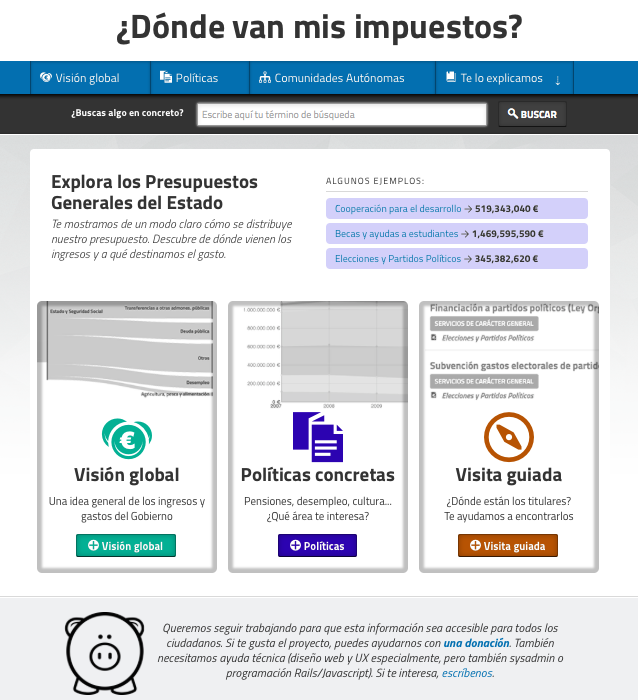 ¿Dónde van mis impuestos?
Visión global
Políticas
Comunidades Autónomas
Te lo explicamos ↓
¿Buscas algo en concreto?
Escribe aquí tu término de búsqueda
BUSCAR
Explora los Presupuestos
Generales del Estado
Te mostramos de un modo claro cómo se distribuye
nuestro presupuesto. Descubre de dónde vienen los
ingresos y a qué destinamos el gasto.
ALGUNOS EJEMPLOS:
Cooperación para el desarrollo → 519,343,040 €
Becas y ayudas a estudiantes → 1,469,595,590 €
Elecciones y Partidos Políticos → 345,382,620 €
Transferencias a otras admones. públicas
Estado y Seguridad Social
Deuda pública
Otros
Desempleo
Agricultura, pesca y alimentación
Visión global
Una idea general de los ingresos y
gastos del Gobierno
Visión global
1.000.000.000 €
800.000.000 €
600.000.000 €
400.000.000 €
200.000.000 €
0 €
2007
2008
2009
Políticas concretas
Pensiones, desempleo, cultura...
¿Qué área te interesa?
Políticas
Financiación a partidos políticos (Ley Org
SERVICIOS DE CARÁCTER GENERAL
Elecciones y Partidos Políticos
Subvención gastos electorales de partid
SERVICIOS DE CARÁCTER GENERAL
Elecciones y Partidos Políticos
Visita guiada
¿Dónde están los titulares?
Te ayudamos a encontrarlos
Visita guiada
Queremos seguir trabajando para que esta información sea accesible para todos los
ciudadanos. Si te gusta el proyecto, puedes ayudarnos con una donación. También
necesitamos ayuda técnica (diseño web y UX especialmente, pero también sysadmin o
programación Rails/Javascript). Si te interesa, escríbenos.